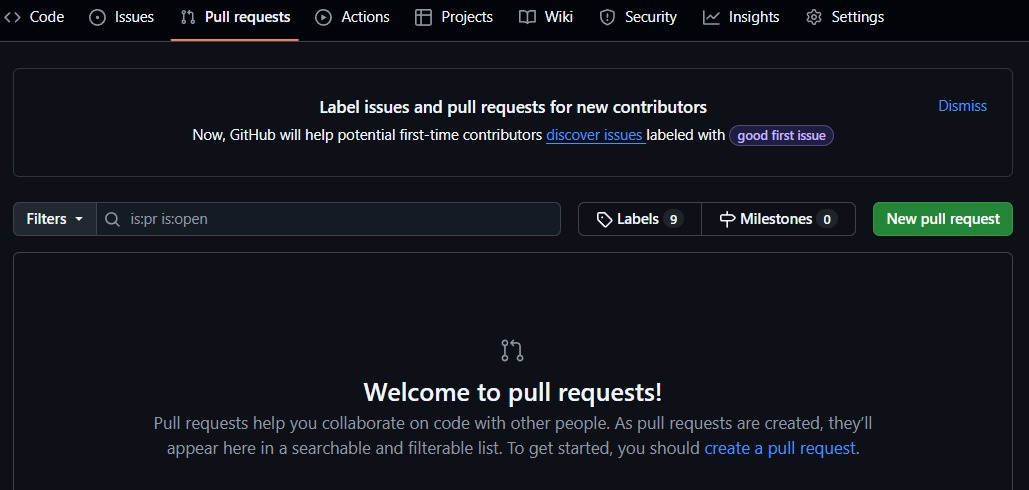 Code Issues Pull requests Actions Projects Wiki Security Insights Settings
Label issues and pull requests for new contributors
Dismiss
Now, GitHub will help potential first-time contributors discover issues labeled with good first issue
Filters is:pr is:open Labels 9 Milestones 0 New pull request
Welcome to pull requests!
Pull requests help you collaborate on code with other people. As pull requests are created, they’ll
appear here in a searchable and filterable list. To get started, you should create a pull request.